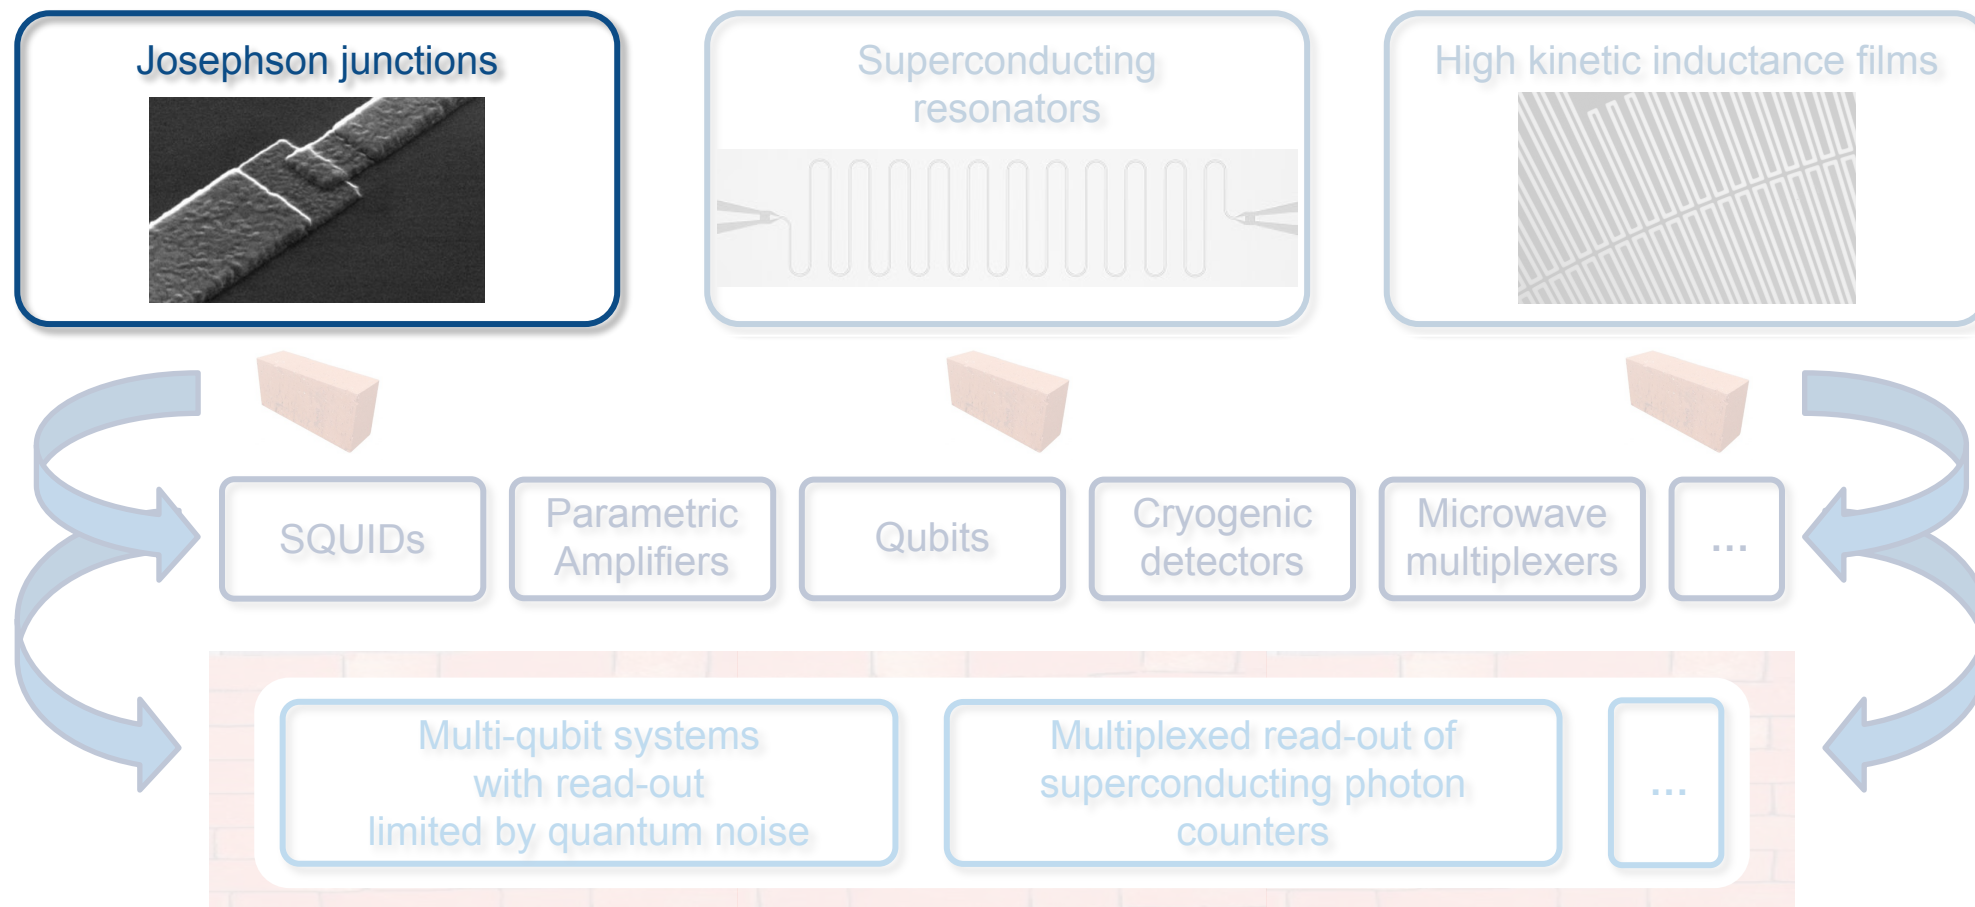 Josephson junctions
Superconducting
resonators
High kinetic inductance films
SQUIDs
Parametric
Amplifiers
Qubits
Cryogenic
detectors
Microwave
multiplexers
...
Multi-qubit systems
with read-out
limited by quantum noise
Multiplexed read-out of
superconducting photon
counters
...